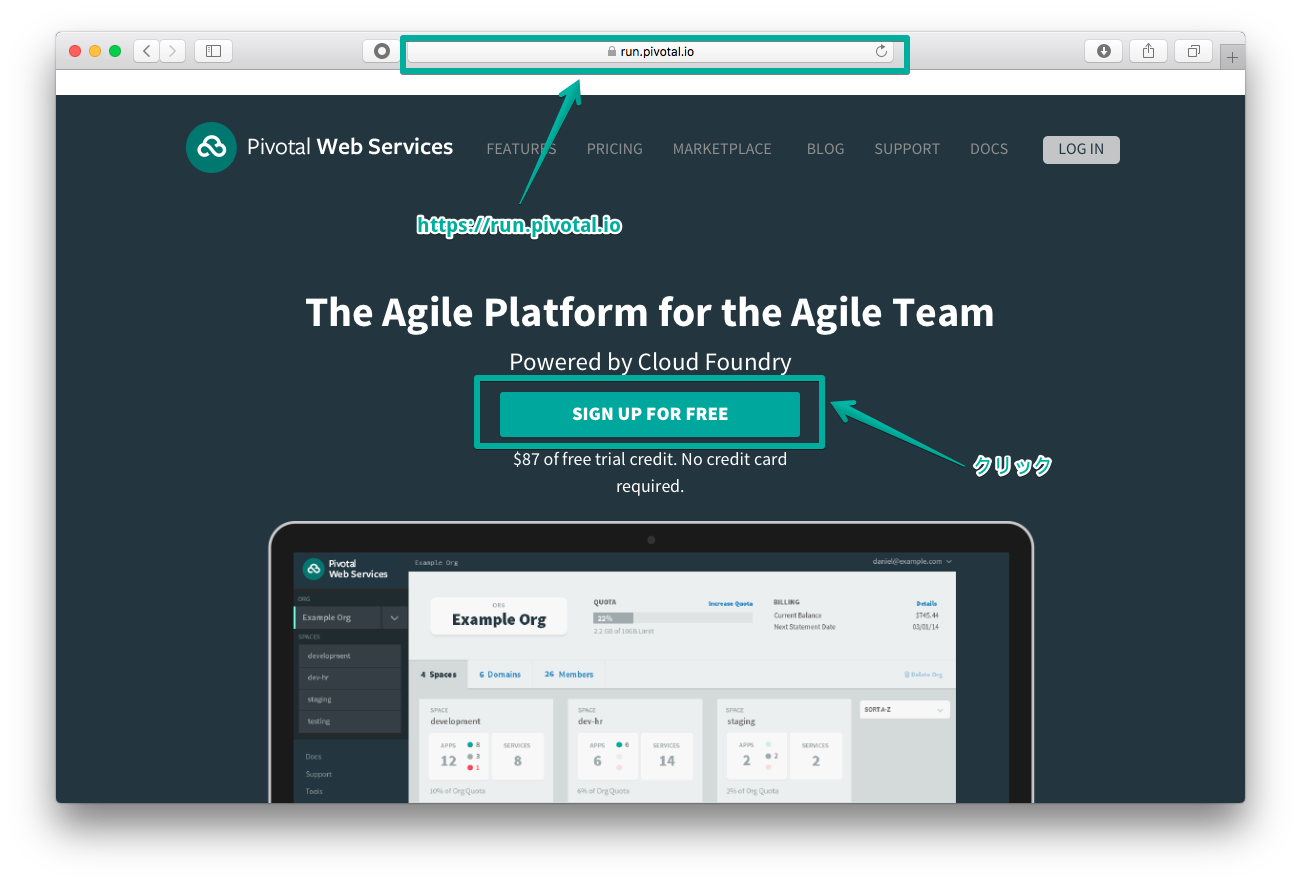 run.pivotal.io
Pivotal Web Services
FEATURES
PRICING
MARKETPLACE
BLOG
SUPPORT
DOCS
LOG IN
https://run.pivotal.io
The Agile Platform for the Agile Team
Powered by Cloud Foundry
SIGN UP FOR FREE
クリック
$87 of free trial credit. No credit card
required.
Pivotal
Web Services
Example Org
daniel@example.com
ORG
Example Org
SPACES
development
dev-hr
staging
testing
Docs
Support
Tools
ORG
Example Org
QUOTA
Increase Quota
22%
2.2 GB of 10GB Limit
BILLING
Details
Current Balance
$745.44
Next Statement Date
03/01/14
4 Spaces
6 Domains
26 Members
Delete Org
SPACE
development
APPS
12
8
3
1
SERVICES
8
10% of Org Quota
SPACE
dev-hr
APPS
6
6
SERVICES
14
6% of Org Quota
SPACE
staging
APPS
2
2
SERVICES
2
2% of Org Quota
SORT A-Z